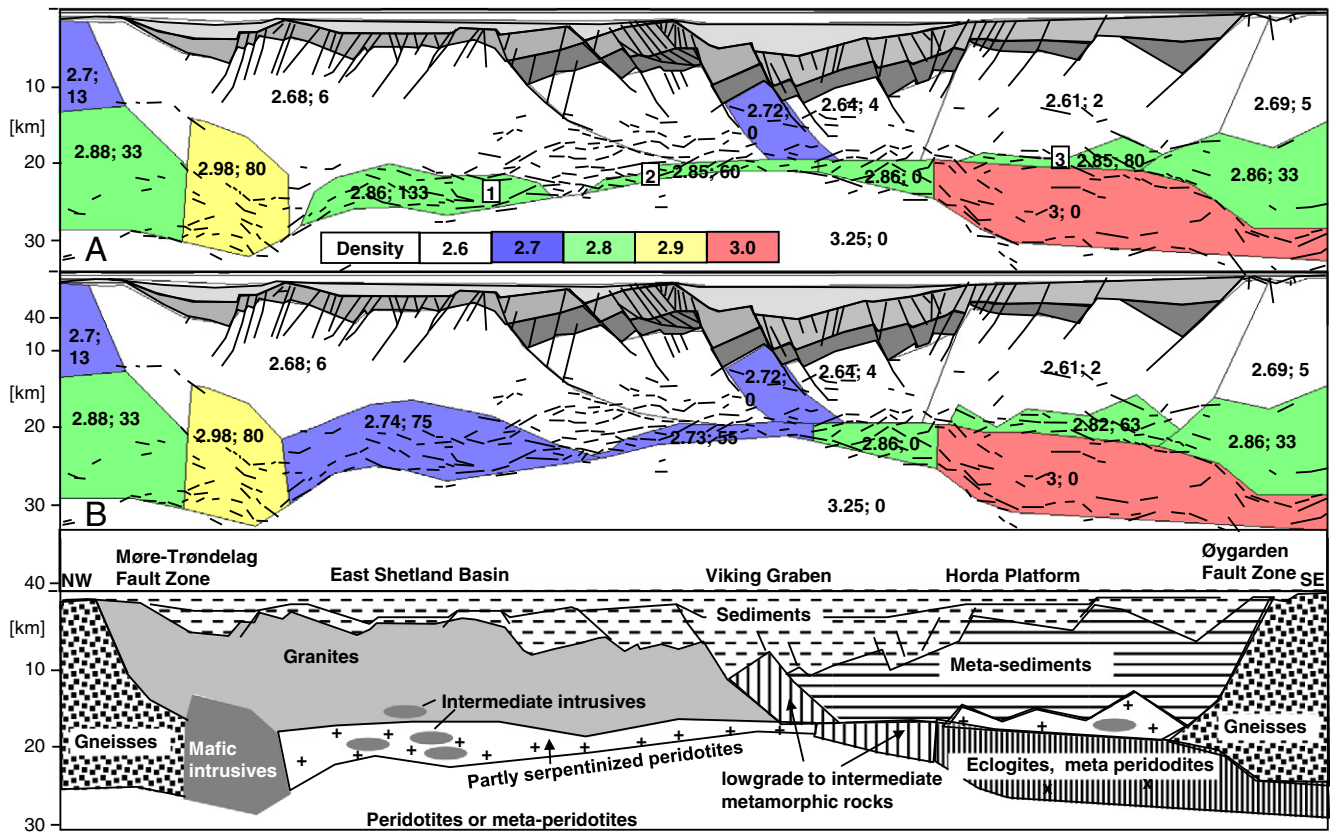 2.7;
13
2.68; 6
2.72;
0
2.64; 4
2.61; 2
2.69; 5
10
[km]
20
30
2.88; 33
2.98; 80
2.86; 133
1
2
2.85; 60
2.86; 0
3
2.85; 80
2.86; 33
3; 0
3.25; 0
A
Density 2.6 2.7 2.8 2.9 3.0
40
10
[km]
20
30
2.7;
13
2.68; 6
2.72;
0
2.64; 4
2.61; 2
2.69; 5
2.88; 33
2.98; 80
2.74; 75
2.73; 55
2.86; 0
2.82; 63
2.86; 33
3; 0
3.25; 0
B
Møre-Trøndelag
Fault Zone
East Shetland Basin
Viking Graben
Horda Platform
Øygarden
Fault Zone
40
NW
SE
[km]
10
20
30
Sediments
Granites
Meta-sediments
Intermediate intrusives
Gneisses
Mafic
intrusives
Partly serpentinized peridotites
lowgrade to intermediate
metamorphic rocks
Eclogites, meta peridodites
x x
Gneisses
Peridotites or meta-peridotites